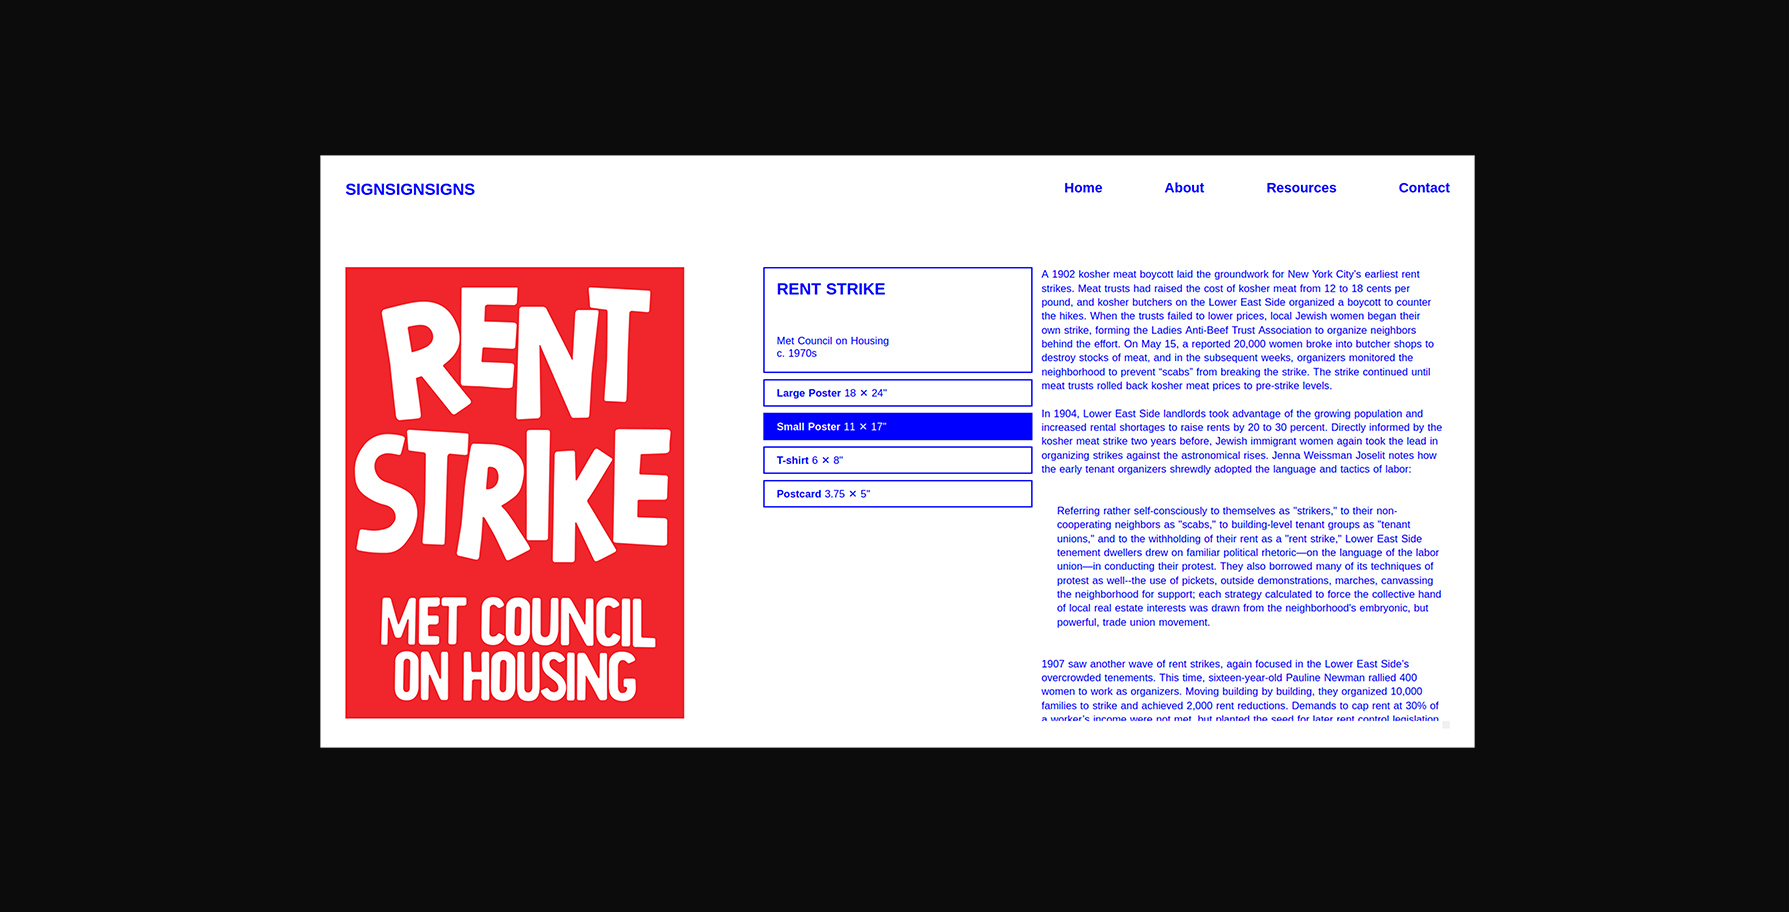 SIGNSIGNSIGNS
Home
About
Resources
Contact
RENT
STRIKE
MET COUNCIL
ON HOUSING
RENT STRIKE
Met Council on Housing
c. 1970s
Large Poster 18 × 24"
Small Poster 11 × 17"
T-shirt 6 × 8"
Postcard 3.75 × 5"
A 1902 kosher meat boycott laid the groundwork for New York City’s earliest rent
strikes. Meat trusts had raised the cost of kosher meat from 12 to 18 cents per
pound, and kosher butchers on the Lower East Side organized a boycott to counter
the hikes. When the trusts failed to lower prices, local Jewish women began their
own strike, forming the Ladies Anti-Beef Trust Association to organize neighbors
behind the effort. On May 15, a reported 20,000 women broke into butcher shops to
destroy stocks of meat, and in the subsequent weeks, organizers monitored the
neighborhood to prevent “scabs” from breaking the strike. The strike continued until
meat trusts rolled back kosher meat prices to pre-strike levels.
In 1904, Lower East Side landlords took advantage of the growing population and
increased rental shortages to raise rents by 20 to 30 percent. Directly informed by the
kosher meat strike two years before, Jewish immigrant women again took the lead in
organizing strikes against the astronomical rises. Jenna Weissman Joselit notes how
the early tenant organizers shrewdly adopted the language and tactics of labor:
Referring rather self-consciously to themselves as "strikers," to their non-
cooperating neighbors as "scabs," to building-level tenant groups as "tenant
unions," and to the withholding of their rent as a "rent strike," Lower East Side
tenement dwellers drew on familiar political rhetoric—on the language of the labor
union—in conducting their protest. They also borrowed many of its techniques of
protest as well--the use of pickets, outside demonstrations, marches, canvassing
the neighborhood for support; each strategy calculated to force the collective hand
of local real estate interests was drawn from the neighborhood's embryonic, but
powerful, trade union movement.
1907 saw another wave of rent strikes, again focused in the Lower East Side’s
overcrowded tenements. This time, sixteen-year-old Pauline Newman rallied 400
women to work as organizers. Moving building by building, they organized 10,000
families to strike and achieved 2,000 rent reductions. Demands to cap rent at 30% of
a worker’s income were not met, but planted the seed for later rent control legislation